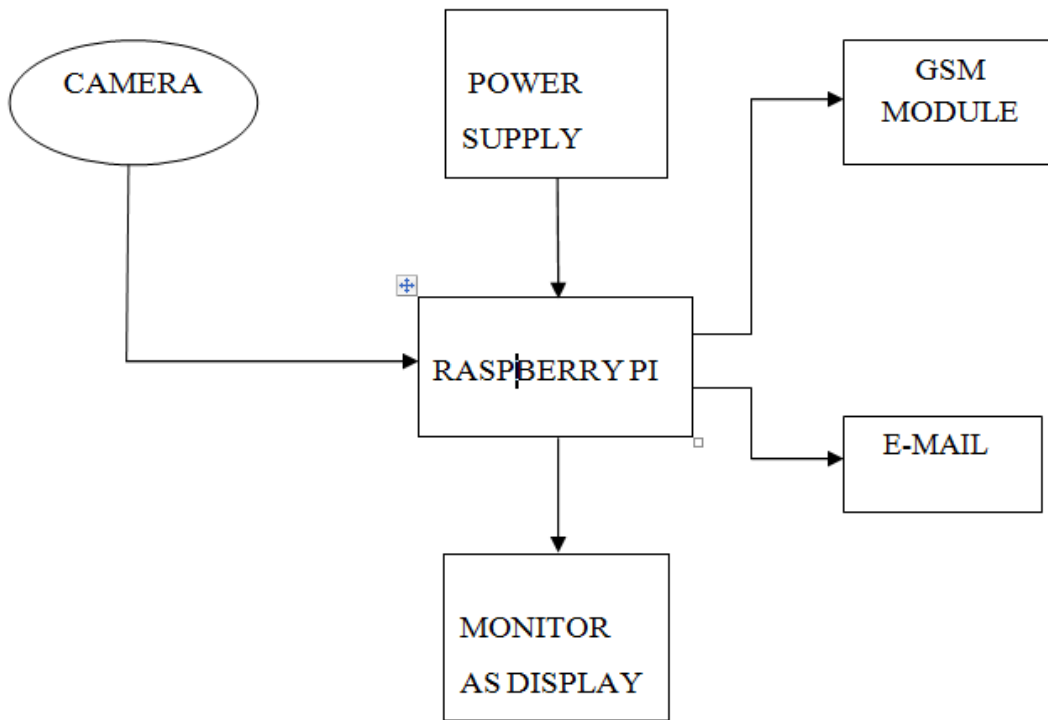 CAMERA
POWER
SUPPLY
GSM
MODULE
RASPBERRY PI
E-MAIL
MONITOR
AS DISPLAY